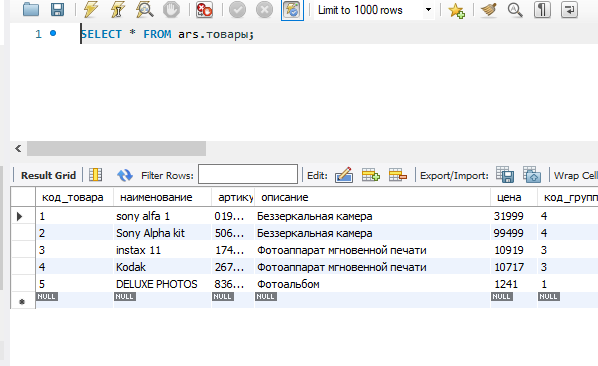 Limit to 1000 rows
1 SELECT * FROM ars.товары;
Result Grid Filter Rows: Edit: Export/Import: Wrap Cel
код_товара наименование артику описание цена код_групп
1 sony alfa 1 019... Беззеркальная камера 31999 4
2 Sony Alpha kit 506... Беззеркальная камера 99499 4
3 instax 11 174... Фотоаппарат мгновенной печати 10919 3
4 Kodak 267... Фотоаппарат мгновенной печати 10717 3
5 DELUXE PHOTOS 836... Фотоальбом 1241 1
NULL NULL NULL NULL NULL NULL